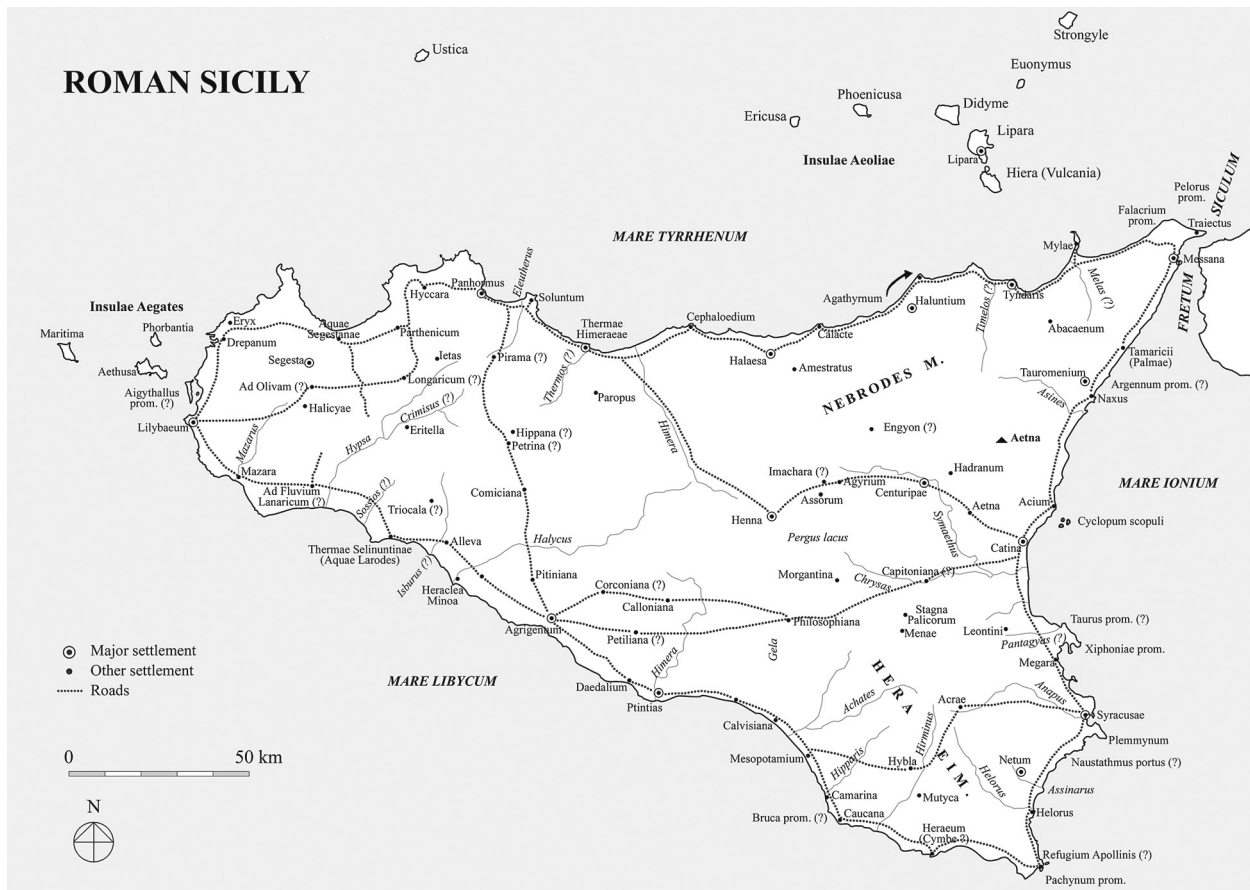 ROMAN SICILY
Ustica
Strongyle
Euonymus
Phoenicusa
Didyme
Ericusa
Lipara
Insulae Aeoliae
Lipara
Hiera (Vulcania)
SICULUM
Pelorus
prom.
Falacrium
prom.
Traiectus
MARE TYRRHENUM
Mylae
Messana
FRETUM
Eleutherus
Panhormus
Hyccara
Soluntum
Agathyrnum
Haluntium
Timelos (?)
Tyndaris
Melas (?)
Insulae Aegates
Maritima
Phorbantia
Eryx
Drepanum
Aquae
Segestanae
Parthenicum
Thermae
Himeraeae
Cephaloedium
Calacte
Abacaenum
Aethusa
Segesta
Ietas
Pirama (?)
Thermos (?)
Halaesa
Amestratus
Tamaricii
(Palmae)
Aigythallus
prom. (?)
Ad Olivam (?)
Longaricum (?)
Paropus
NEBRODES M.
Tauromenium
Argennum prom. (?)
Asines
Naxus
Halicyae
Crimisus (?)
Lilybaeum
Mazarus
Hypsa
Eritella
Hippana (?)
Petrina (?)
Himera
Engyon (?)
Aetna
Mazara
Ad Fluvium
Lanaricum (?)
Sossios (?)
Comiciana
Imachara (?)
Agyrium
Assorum
Centuripae
Hadranum
MARE IONIUM
Triocala (?)
Henna
Aetna
Acium
Cyclopum scopuli
Symaethus
Thermae Selinuntinae
(Aquae Larodes)
Alleva
Halycus
Pergus lacus
Catina
Isburus (?)
Heraclea
Minoa
Pitiniana
Corconiana (?)
Calloniana
Morgantina
Chrysas
Capitoniana (?)
Agrigentum
Petiliana (?)
Philosophiana
Stagna
Palicorum
Menae
Leontini
Taurus prom. (?)
Pantagyas (?)
Xiphoniae prom.
Megara
Major settlement
Other settlement
Roads
MARE LIBYCUM
Himera
Gela
Daedalium
Ptintias
HERA
EIM.
Achates
Acrae
Anapus
Syracusae
Calvisiana
Hirminus
Plemmynum
Mesopotamium
Hipparis
Hybla
Netum
Naustathmus portus (?)
Helorus
Assinarus
Camarina
Mutyca
Helorus
Bruca prom. (?)
Caucana
Heraeum
(Cymbe ?)
Refugium Apollinis (?)
Pachynum prom.
0
50 km
N